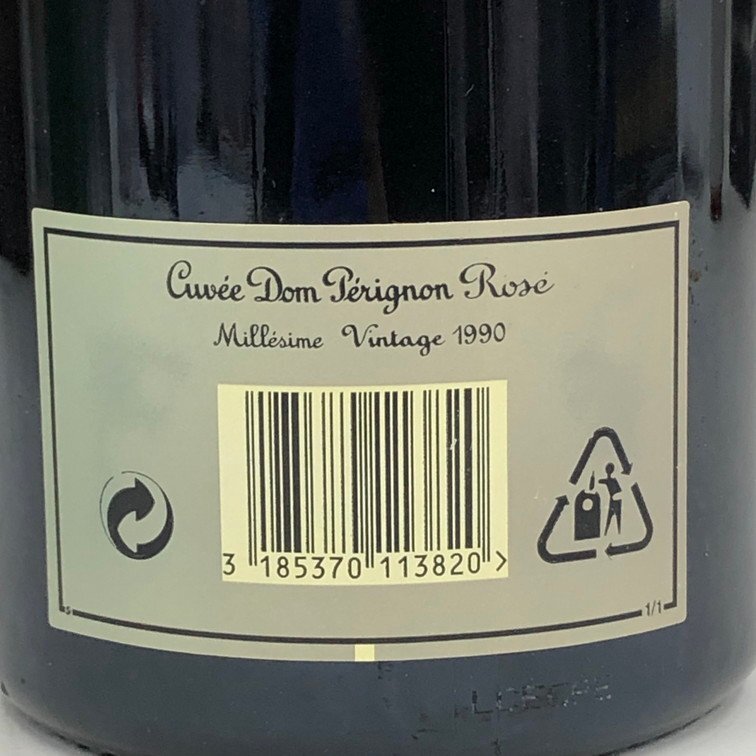 Cuvée Dom Pérignon Rosé
Millésime Vintage 1990
3 185370 113820 >
1/1